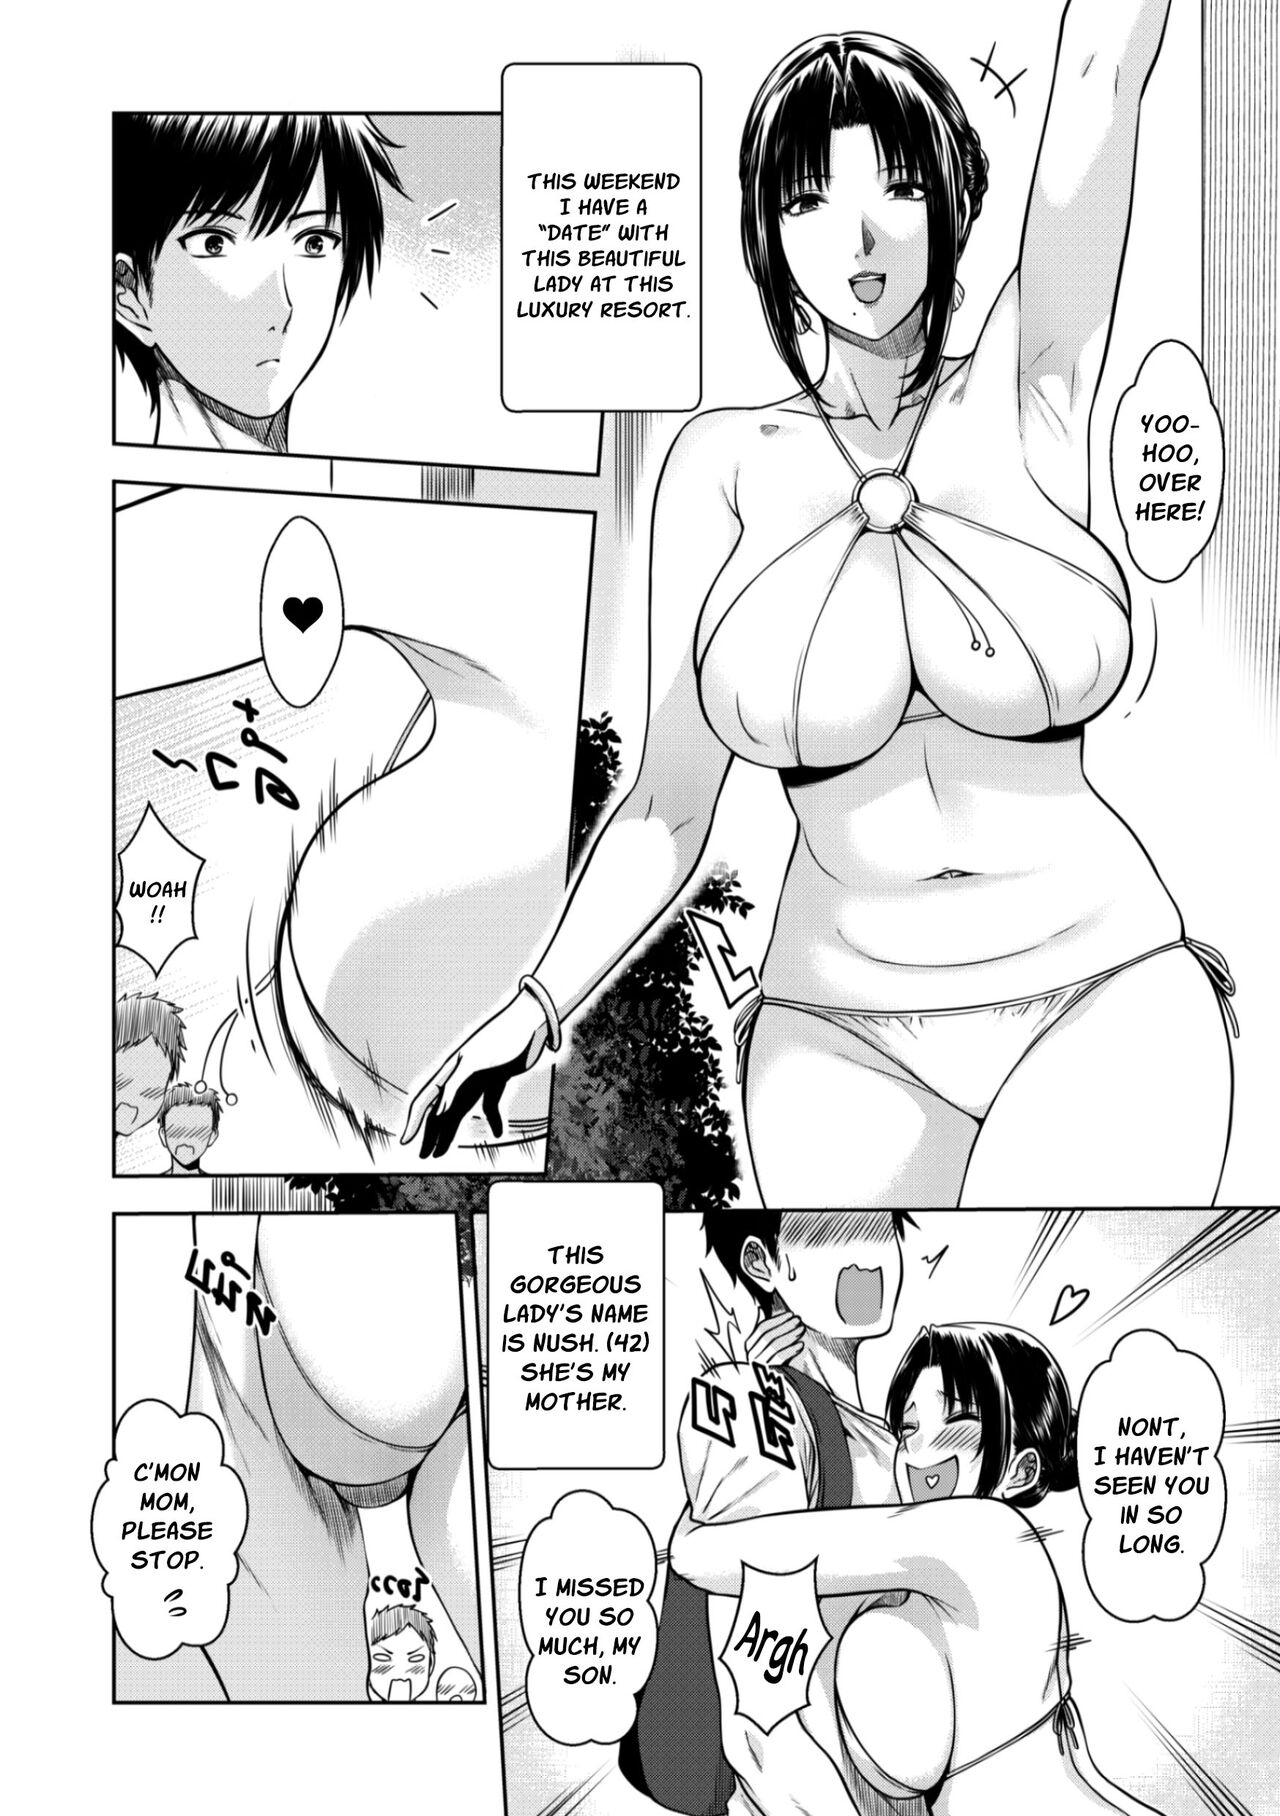 THIS WEEKEND
I HAVE A
"DATE" WITH
THIS BEAUTIFUL
LADY AT THIS
LUXURY RESORT.
YOO-
HOO,
OVER
HERE!
WOAH
!!
THIS
GORGEOUS
LADY'S NAME
IS NUSH. (42)
SHE'S MY
MOTHER.
NONT,
I HAVEN'T
SEEN YOU
IN SO
LONG.
I MISSED
YOU SO
MUCH, MY
SON.
Argh
C'MON
MOM,
PLEASE
STOP.